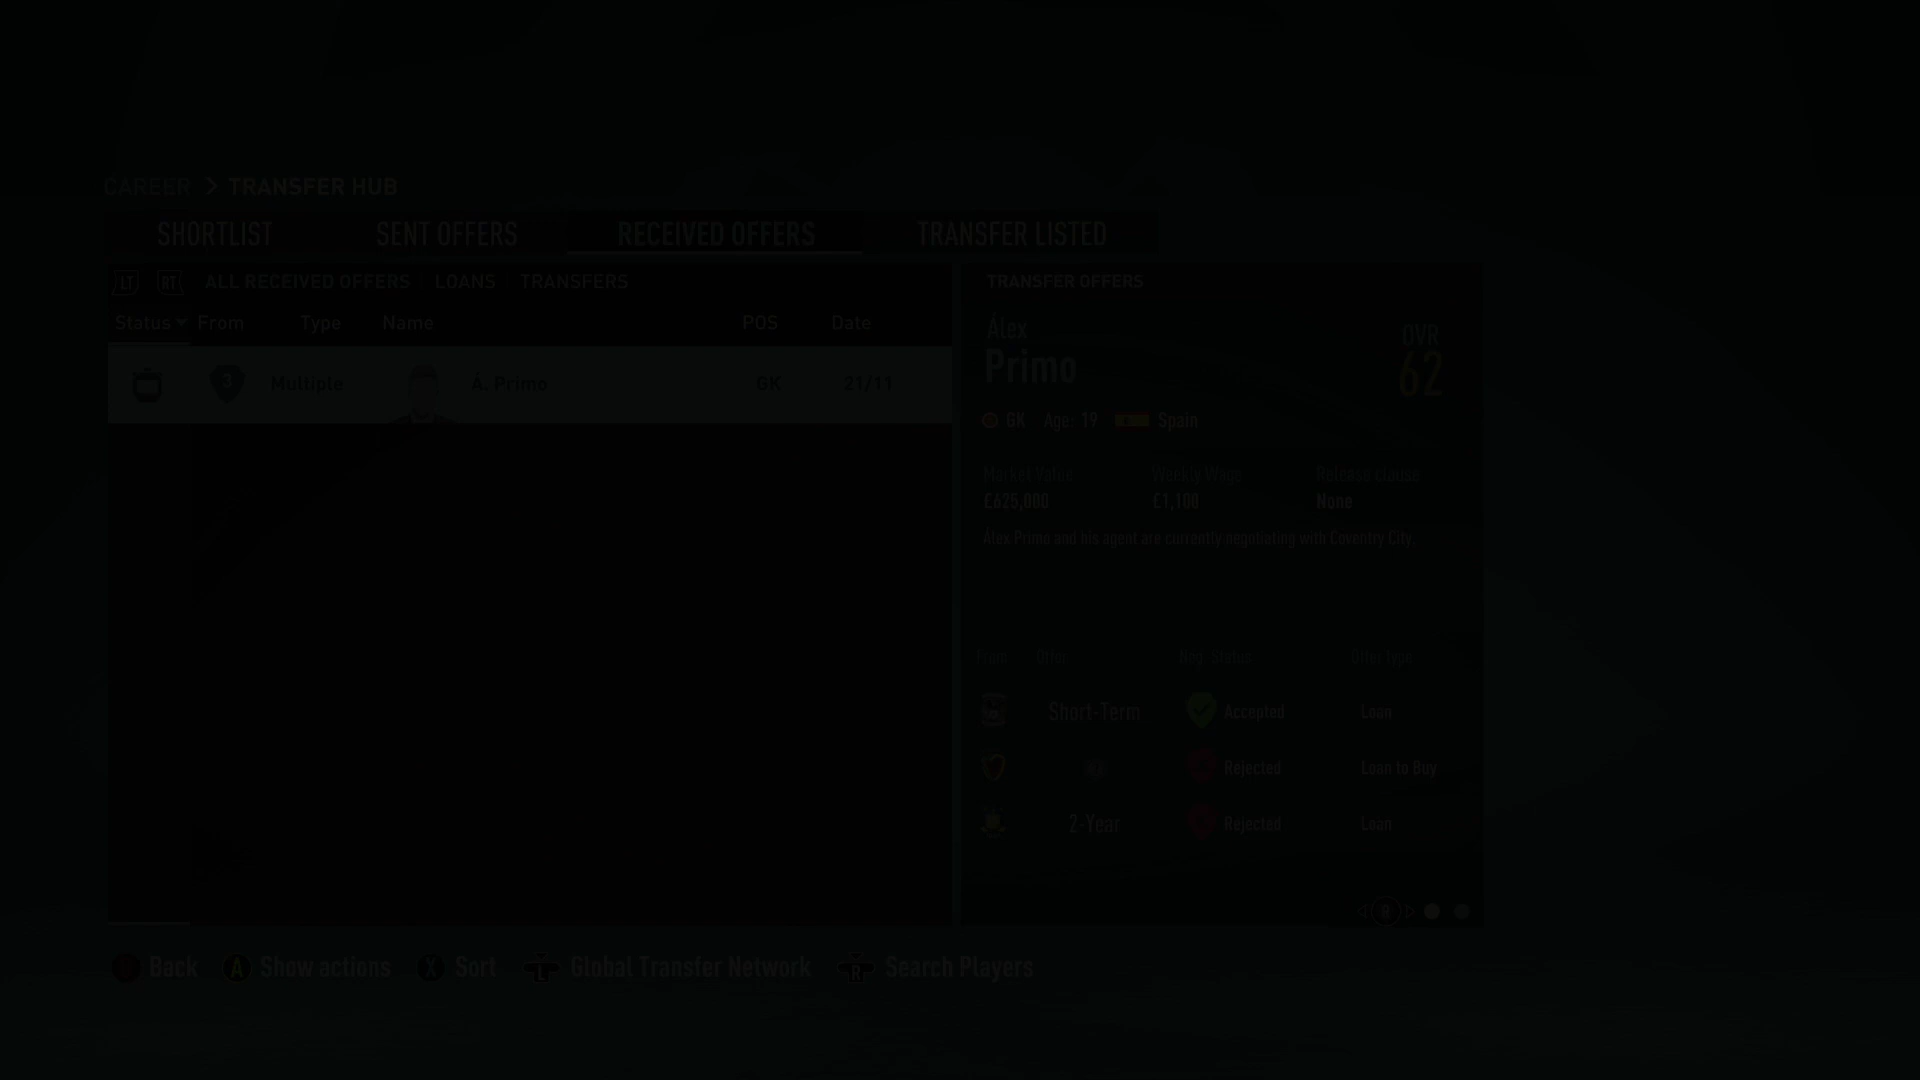 CAREER > TRANSFER HUB
SHORTLIST SENT OFFERS RECEIVED OFFERS TRANSFER LISTED
LT RT ALL RECEIVED OFFERS LOANS TRANSFERS
Status From Type Name POS Date
3 Multiple Á. Primo GK 21/11
TRANSFER OFFERS
Álex
Primo
OVR
62
GK Age: 19 Spain
Market Value Weekly Wage Release Clause
£625,000 £1,100 None
Álex Primo and his agent are currently negotiating with Coventry City.
From Offer Neg. Status Offer type
Short-Term Accepted Loan
Rejected Loan to Buy
2-Year Rejected Loan
R
Back A Show actions X Sort L Global Transfer Network R Search Players